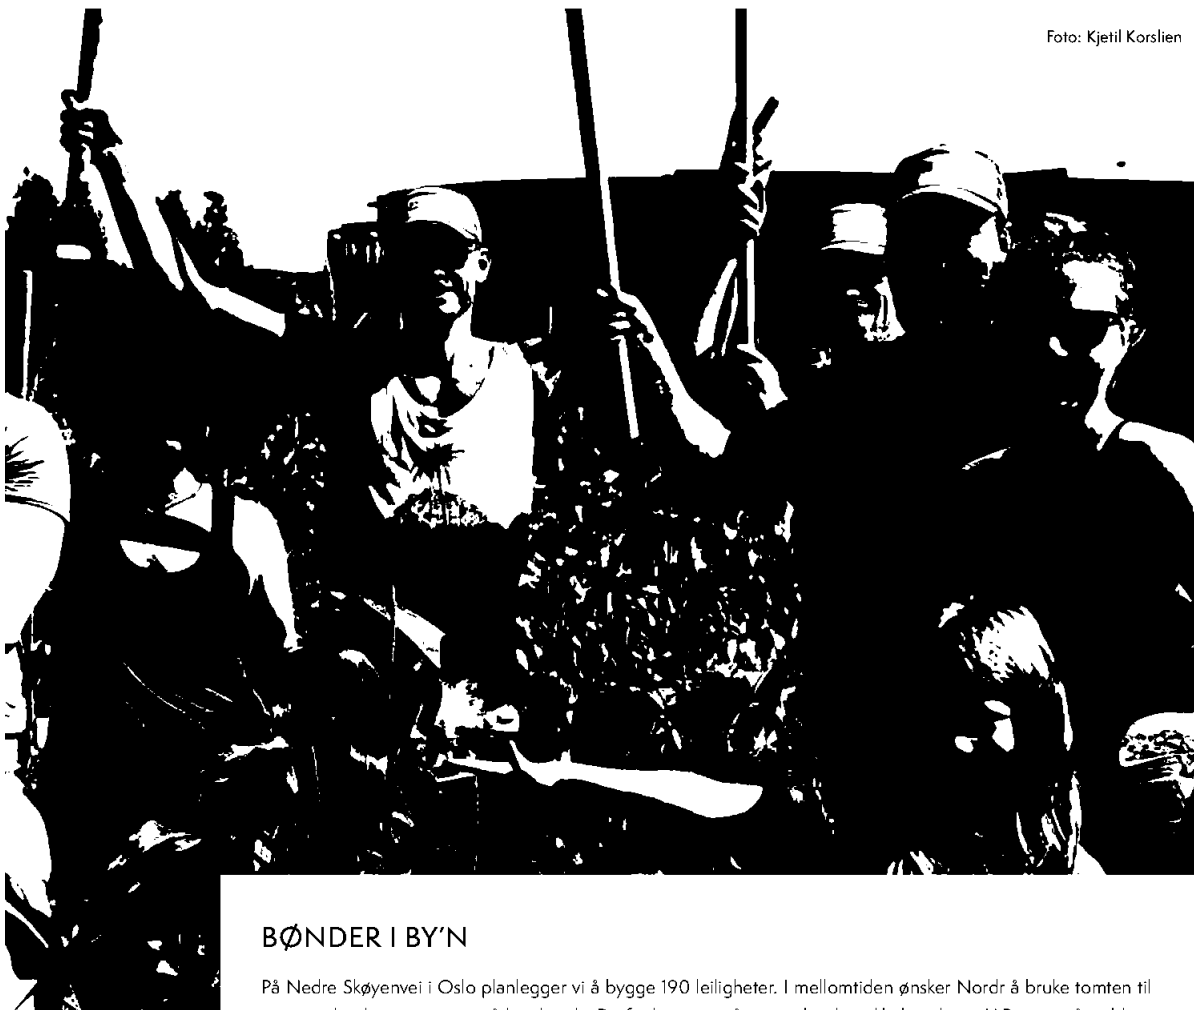 Foto: Kjetil Korslien
BØNDER I BY'N
På Nedre Skøyenvei i Oslo planlegger vi å bygge 190 leiligheter. I mellomtiden ønsker Nordr å bruke tomten til